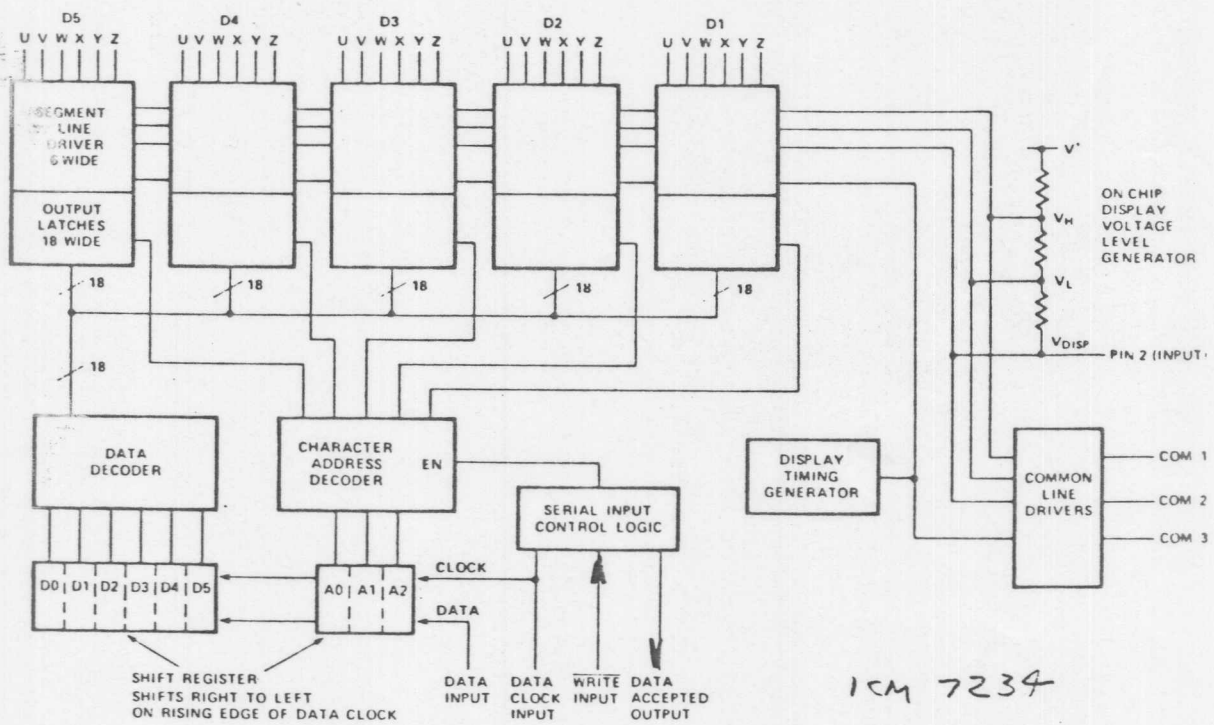 D5 D4 D3 D2 D1
U V W X Y Z U V W X Y Z U V W X Y Z U V W X Y Z U V W X Y Z
SEGMENT
LINE
DRIVER
6 WIDE
OUTPUT
LATCHES
18 WIDE
18 18 18 18 18
18
V+
VH
VL
VDISP
PIN 2 (INPUT)
ON CHIP
DISPLAY
VOLTAGE
LEVEL
GENERATOR
DATA
DECODER
CHARACTER
ADDRESS
DECODER
EN
SERIAL INPUT
CONTROL LOGIC
DISPLAY
TIMING
GENERATOR
COMMON
LINE
DRIVERS
COM 1
COM 2
COM 3
D0 D1 D2 D3 D4 D5
A0 A1 A2
CLOCK
DATA
SHIFT REGISTER
SHIFTS RIGHT TO LEFT
ON RISING EDGE OF DATA CLOCK
DATA
INPUT
DATA
CLOCK
INPUT
WRITE
INPUT
DATA
ACCEPTED
OUTPUT
ICM 7234